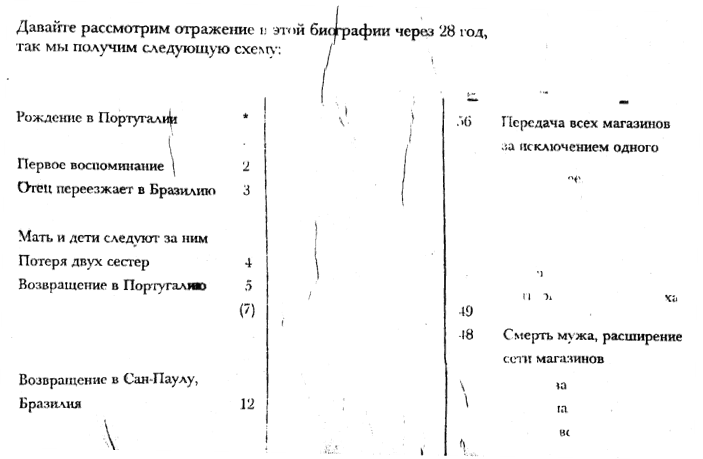 Давайте рассмотрим отражение в этой биографии через 28 год,
так мы получим следующую схему:
Рождение в Португалии *
Первое воспоминание 2
Отец переезжает в Бразилию 3
Мать и дети следуют за ним
Потеря двух сестер 4
Возвращение в Португалию 5
(7)
Возвращение в Сан-Паулу,
Бразилия 12
56 Передача всех магазинов
за исключением одного
49
48 Смерть мужа, расширение
сети магазинов